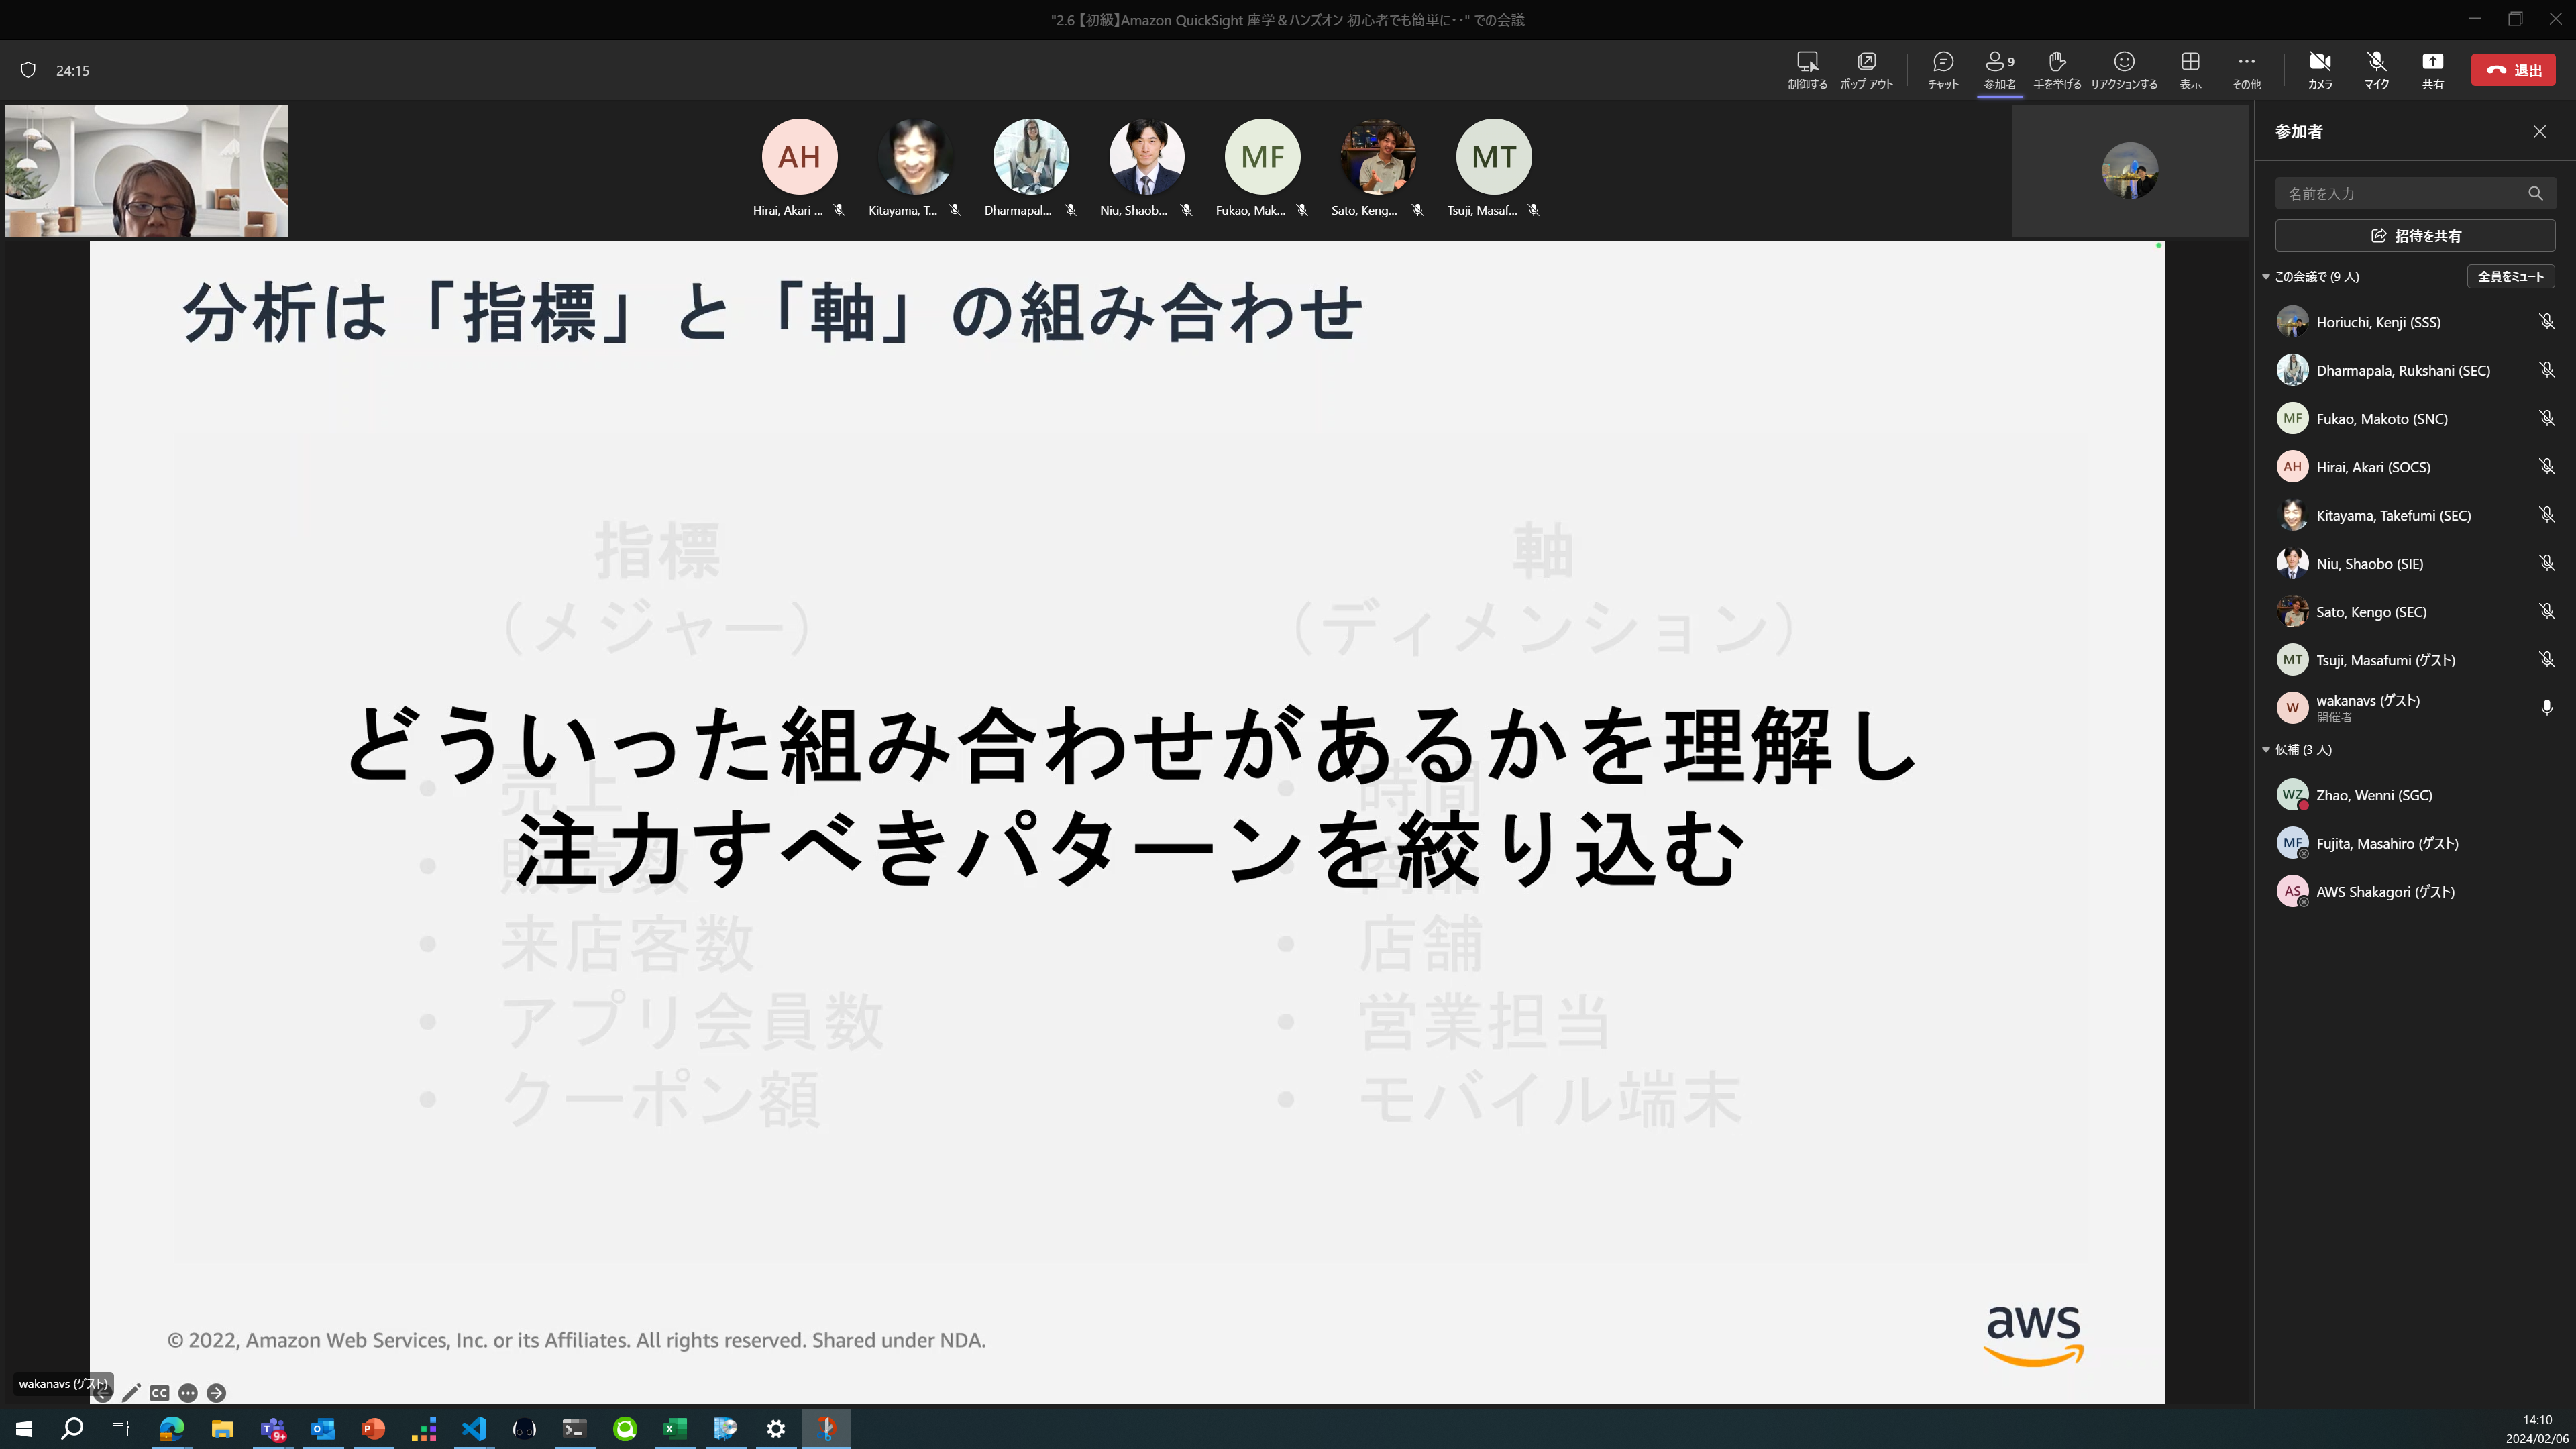 "2.6 【初級】Amazon QuickSight 座学＆ハンズオン 初心者でも簡単に･･" での会議
24:15
制御する
ポップ アウト
チャット
9
参加者
手を挙げる
リアクションする
表示
その他
カメラ
マイク
共有
退出
AH
MF
MT
Hirai, Akari ...
Kitayama, T...
Dharmapal...
Niu, Shaob...
Fukao, Mak...
Sato, Keng...
Tsuji, Masaf...
分析は「指標」と「軸」の組み合わせ
指標
（メジャー）
軸
（ディメンション）
どういった組み合わせがあるかを理解し
注力すべきパターンを絞り込む
• 売上
• 販売数
• 来店客数
• アプリ会員数
• クーポン額
• 時間
• 商品
• 店舗
• 営業担当
• モバイル端末
© 2022, Amazon Web Services, Inc. or its Affiliates. All rights reserved. Shared under NDA.
aws
wakanavs (ゲスト)
CC
参加者
名前を入力
招待を共有
この会議で (9 人)
全員をミュート
Horiuchi, Kenji (SSS)
Dharmapala, Rukshani (SEC)
MF
Fukao, Makoto (SNC)
AH
Hirai, Akari (SOCS)
Kitayama, Takefumi (SEC)
Niu, Shaobo (SIE)
Sato, Kengo (SEC)
MT
Tsuji, Masafumi (ゲスト)
W
wakanavs (ゲスト)
開催者
候補 (3 人)
WZ
Zhao, Wenni (SGC)
MF
Fujita, Masahiro (ゲスト)
AS
AWS Shakagori (ゲスト)
9+
14:10
2024/02/06